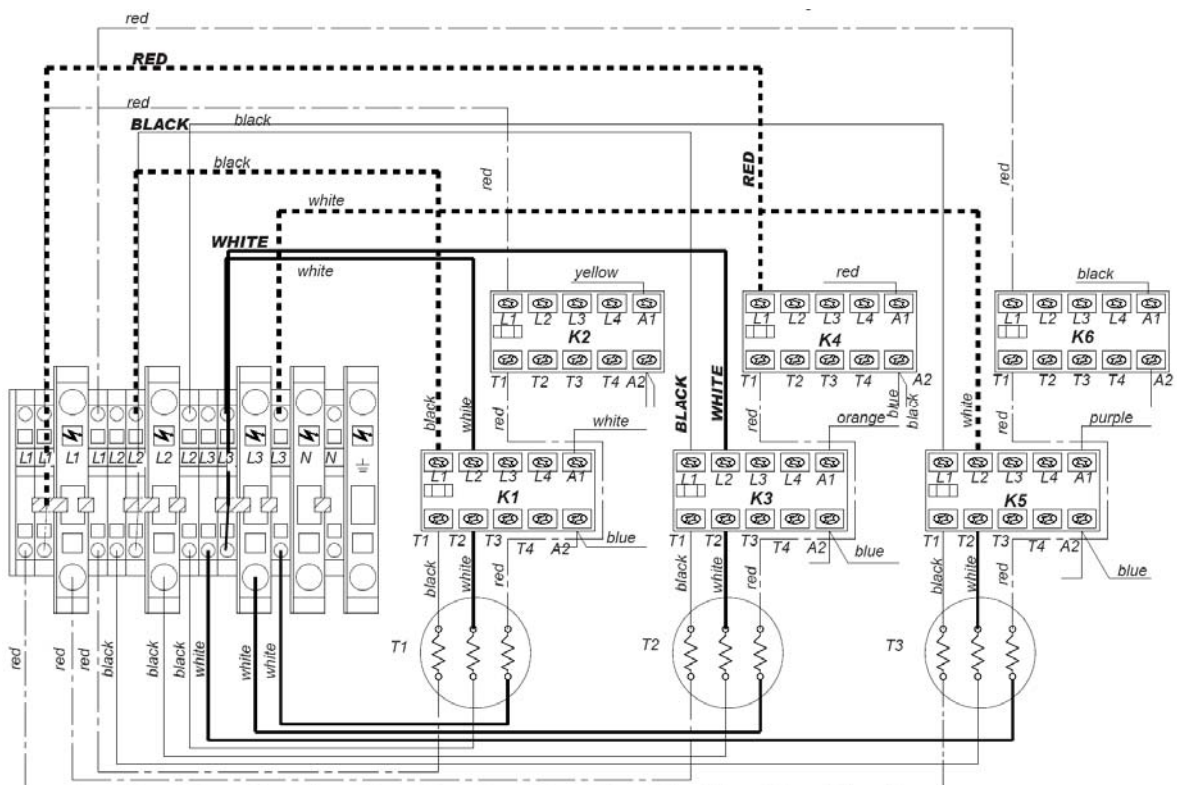 red
RED
red
BLACK black
black
white
WHITE
white
red
RED
red
yellow
red
black
L1 L2 L3 L4 A1
K2
T1 T2 T3 T4 A2
L1 L2 L3 L4 A1
K4
T1 T2 T3 T4 A2
L1 L2 L3 L4 A1
K6
T1 T2 T3 T4 A2
black white red
BLACK WHITE red
blue black
white red
white
orange
purple
L1 L1 L1 L1 L2 L2 L2 L2 L3 L3 L3 L3 N N
L1 L2 L3 L4 A1
K1
T1 T2 T3 T4 A2
blue
L1 L2 L3 L4 A1
K3
T1 T2 T3 T4 A2
blue
L1 L2 L3 L4 A1
K5
T1 T2 T3 T4 A2
blue
black white red
black white red
black white red
T1
T2
T3
red red red black black black white white white